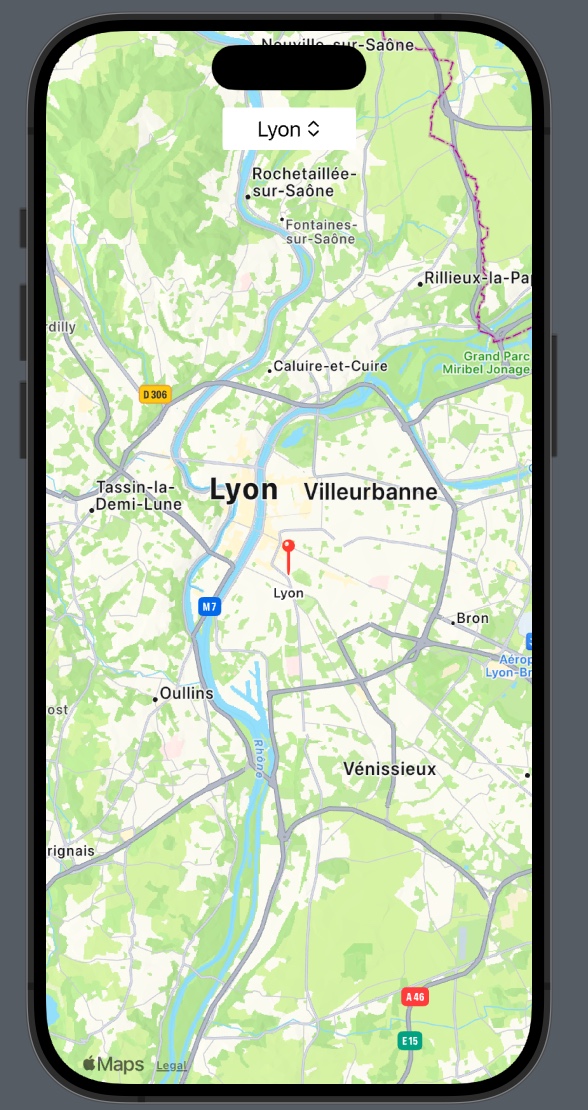 Neuville-sur-Saône
Lyon
Rochetaillée-
sur-Saône
Fontaines-
sur-Saône
Rillieux-la-Pa
rdilly
Caluire-et-Cuire
Grand Parc
Miribel Jonage
D 306
Tassin-la-
Demi-Lune
Lyon
Villeurbanne
Lyon
M7
Bron
Aérop
Lyon-Br
Oullins
ost
Rhône
Vénissieux
rignais
A 46
E 15
Maps
Legal